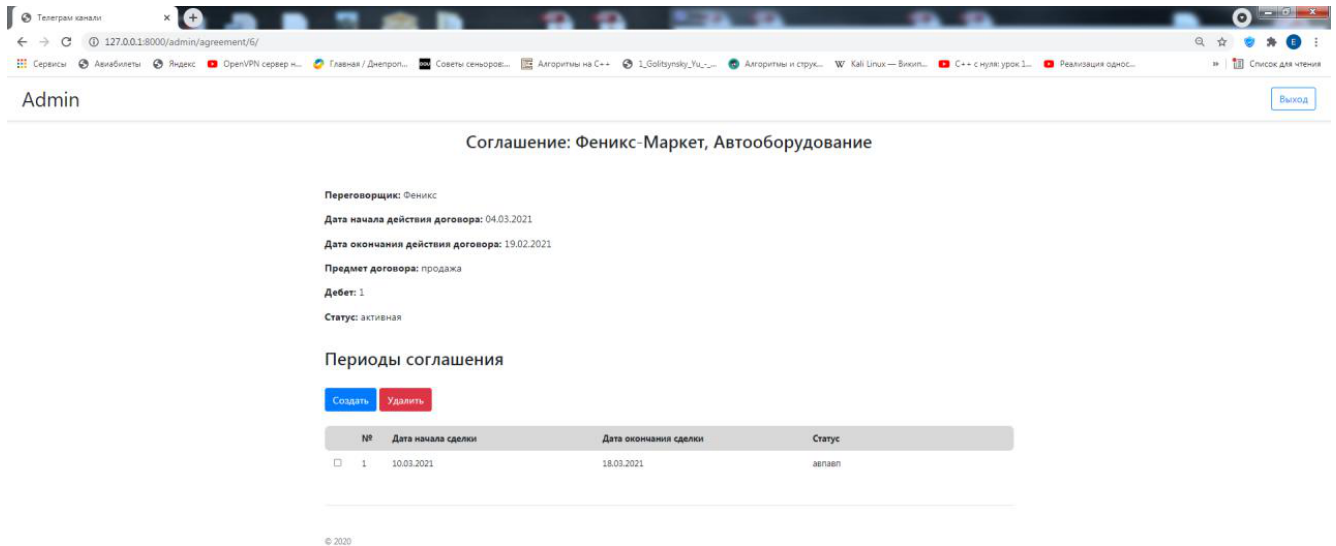 Телеграм канали
127.0.0.1:8000/admin/agreement/6/
Сервисы Авиабилеты Яндекс OpenVPN сервер н... Главная / Днепроп... Советы сеньоров:... Алгоритмы на C++ 1_Golitsynsky_Yu_-_... Алгоритмы и струк... Kali Linux — Викип... C++ с нуля: урок 1... Реализация однос... » Список для чтения
Admin Выход
Соглашение: Феникс-Маркет, Автооборудование
Переговорщик: Феникс
Дата начала действия договора: 04.03.2021
Дата окончания действия договора: 19.02.2021
Предмет договора: продажа
Дебет: 1
Статус: активная
Периоды соглашения
Создать Удалить
№ Дата начала сделки Дата окончания сделки Статус
1 10.03.2021 18.03.2021 авпавп
© 2020